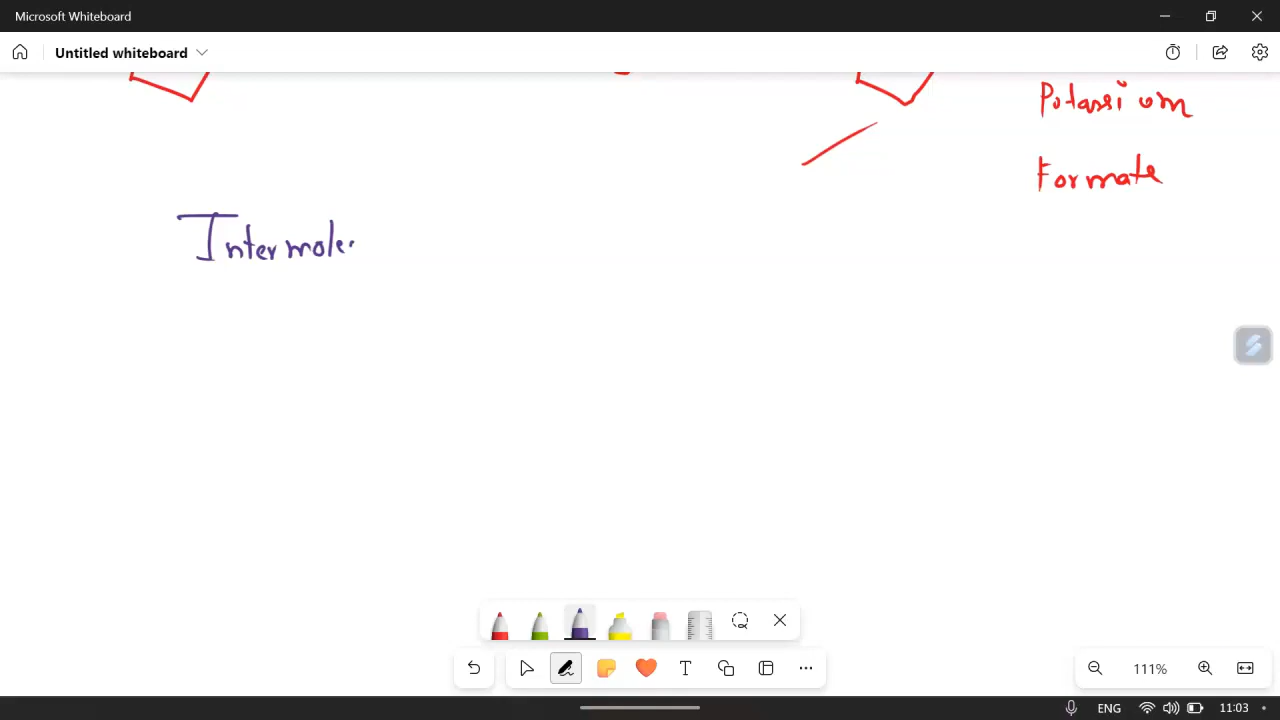 Microsoft Whiteboard
Untitled whiteboard
Potassium
Formate
Intermole
111%
ENG
11:03